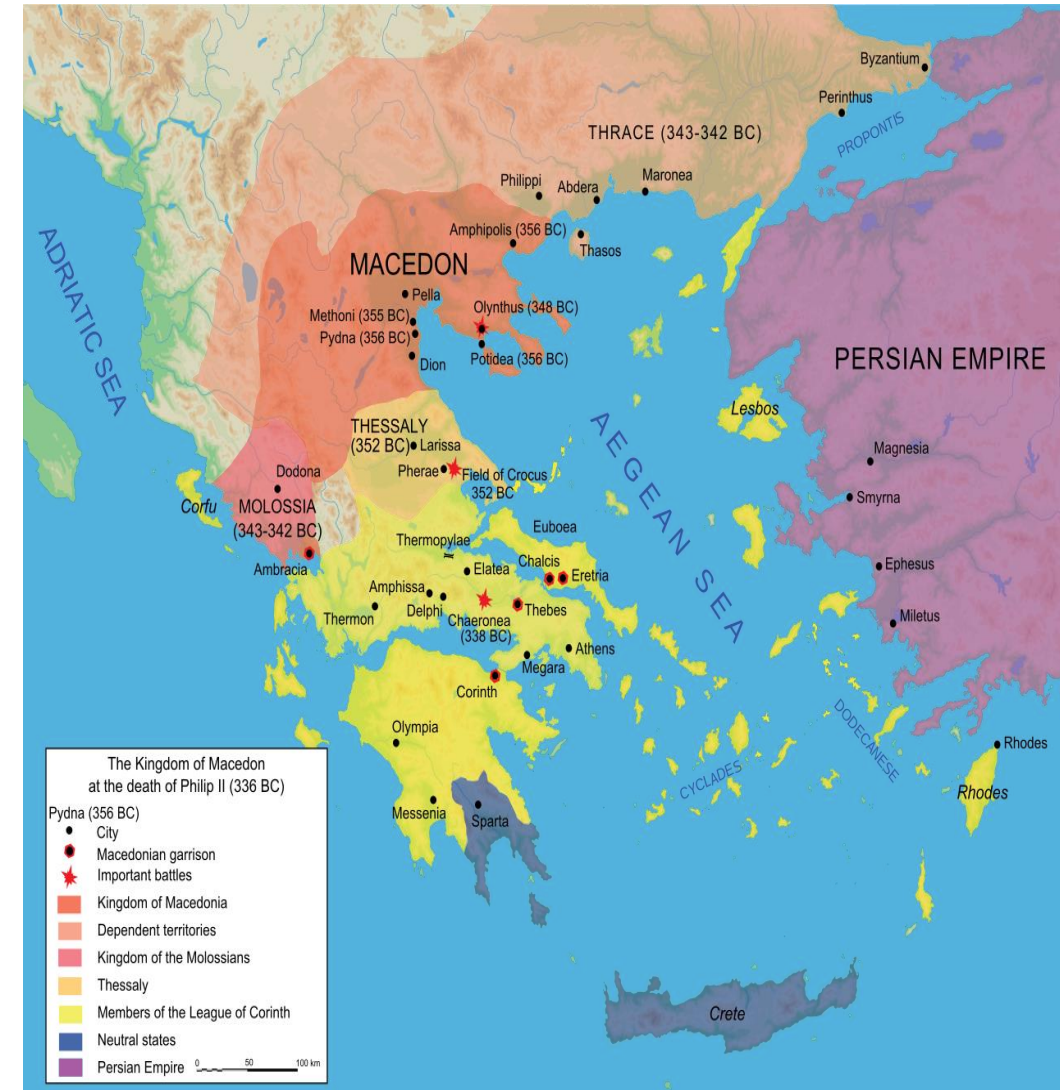 Byzantium
Perinthus
PROPONTIS
THRACE (343-342 BC)
Philippi
Abdera
Maronea
Amphipolis (356 BC)
Thasos
ADRIATIC SEA
MACEDON
Pella
Methoni (355 BC)
Olynthus (348 BC)
Pydna (356 BC)
Potidea (356 BC)
Dion
PERSIAN EMPIRE
Lesbos
AEGEAN SEA
THESSALY
(352 BC)
Larissa
Magnesia
Pherae
Field of Crocus
352 BC
Dodona
Smyrna
Corfu
MOLOSSIA
(343-342 BC)
Euboea
Thermopylae
Chalcis
Ambracia
Elatea
Eretria
Ephesus
Amphissa
Delphi
Thebes
Thermon
Chaeronea
(338 BC)
Miletus
Athens
Megara
Corinth
Olympia
DODECANESE
Rhodes
CYCLADES
Rhodes
Messenia
Sparta
Crete
The Kingdom of Macedon
at the death of Philip II (336 BC)
Pydna (356 BC)
City
Macedonian garrison
Important battles
Kingdom of Macedonia
Dependent territories
Kingdom of the Molossians
Thessaly
Members of the League of Corinth
Neutral states
Persian Empire
0 50 100 km